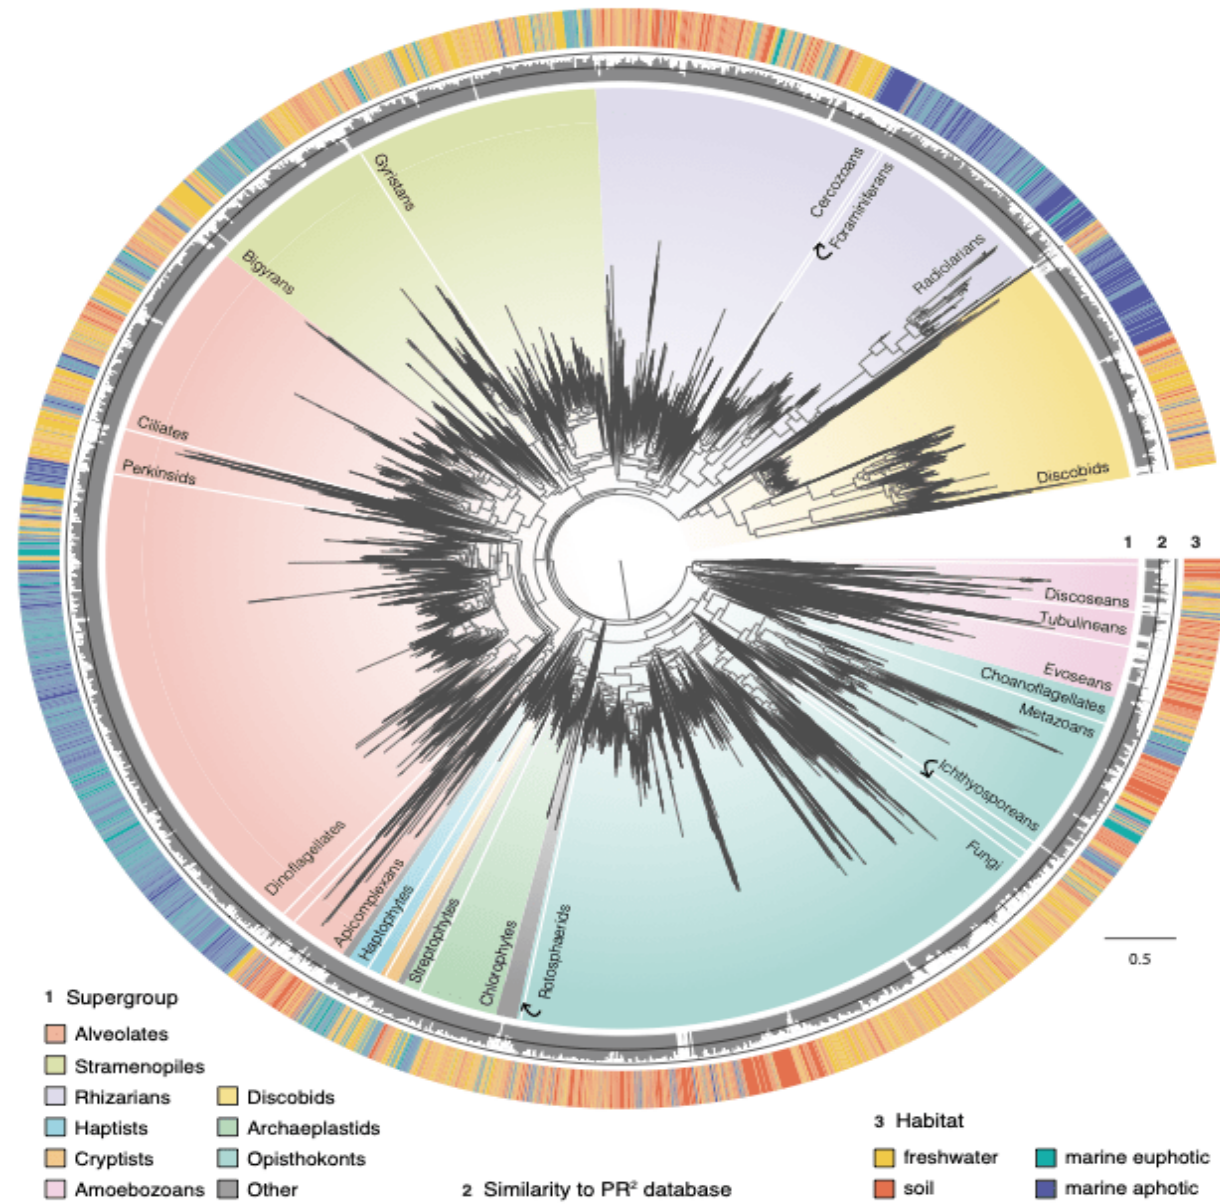 Gyristans
Cercozoans
Foraminiferans
Bigyrans
Radiolarians
Ciliates
Perkinsids
Discobids
1 2 3
Discoseans
Tubulineans
Evoseans
Choanoflagellates
Metazoans
Ichthyosporeans
Fungi
Dinoflagellates
Apicomplexans
Haptophytes
Streptophytes
Chlorophytes
Rotosphaerids
0.5
1 Supergroup
Alveolates
Stramenopiles
Rhizarians
Haptists
Cryptists
Amoebozoans
Discobids
Archaeplastids
Opisthokonts
Other
2 Similarity to PR² database
3 Habitat
freshwater
soil
marine euphotic
marine aphotic